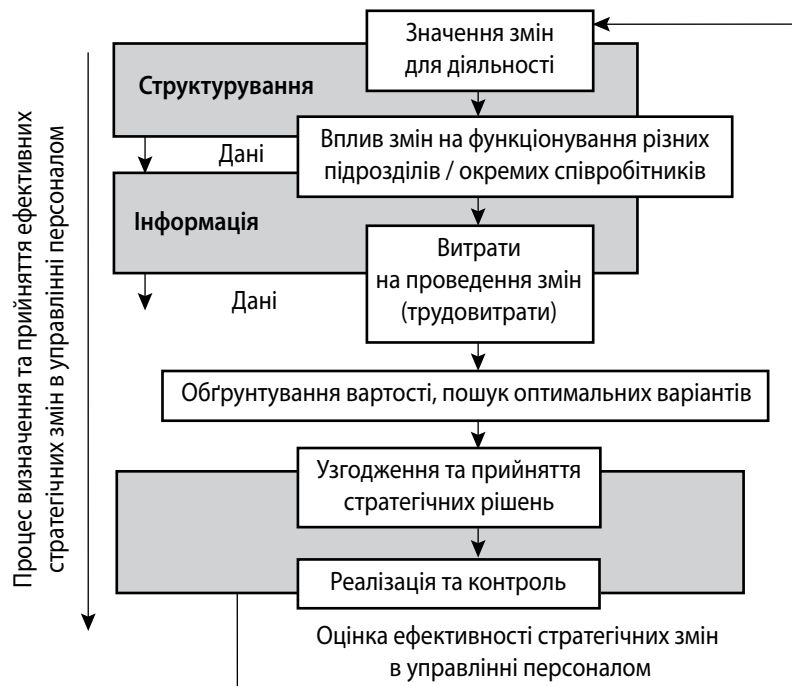 Значення змін
для діяльності
Структурування
Дані
Вплив змін на функціонування різних
підрозділів / окремих співробітників
Інформація
Витрати
на проведення змін
(трудовитрати)
Дані
Обґрунтування вартості, пошук оптимальних варіантів
Узгодження та прийняття
стратегічних рішень
Реалізація та контроль
Оцінка ефективності стратегічних змін
в управлінні персоналом
Процес визначення та прийняття ефективних
стратегічних змін в управлінні персоналом